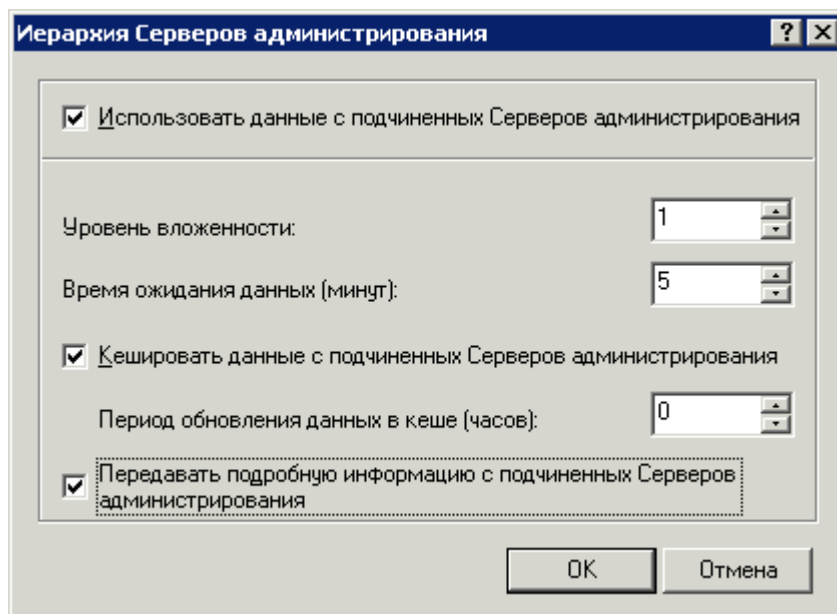 Иерархия Серверов администрирования
Использовать данные с подчиненных Серверов администрирования
Уровень вложенности:
1
Время ожидания данных (минут):
5
Кешировать данные с подчиненных Серверов администрирования
Период обновления данных в кеше (часов):
0
Передавать подробную информацию с подчиненных Серверов
администрирования
OK
Отмена